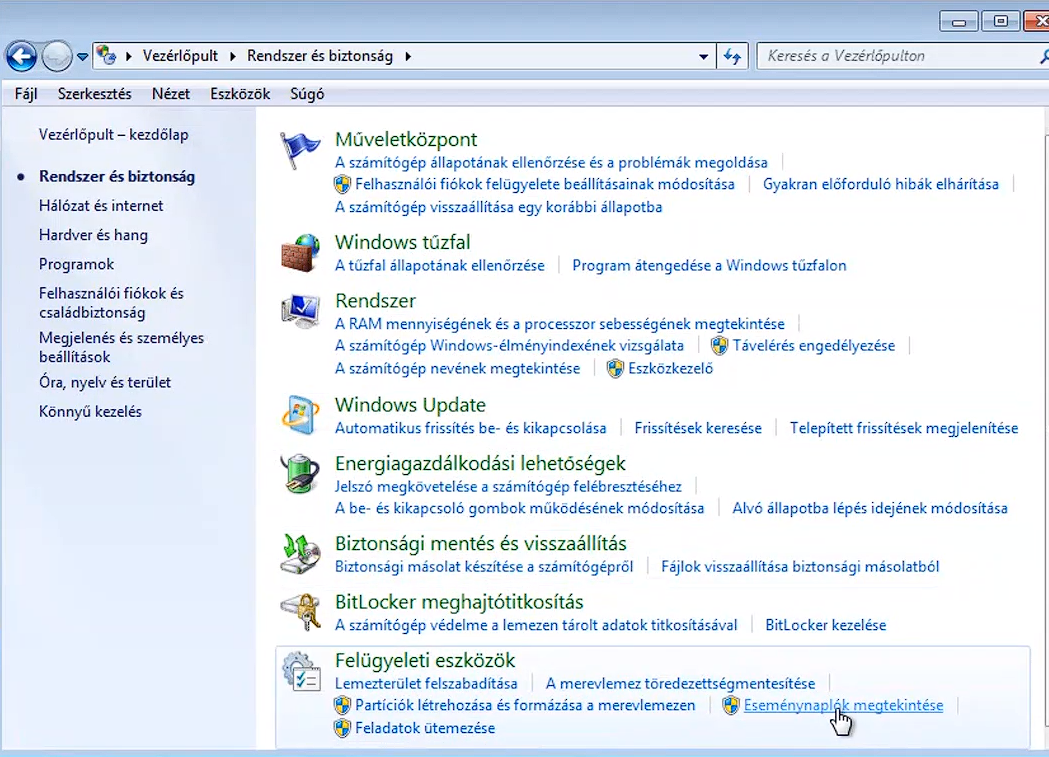 Vezérlőpult Rendszer és biztonság Keresés a Vezérlőpulton
Fájl Szerkesztés Nézet Eszközök Súgó
Vezérlőpult – kezdőlap
Rendszer és biztonság
Hálózat és internet
Hardver és hang
Programok
Felhasználói fiókok és
családbiztonság
Megjelenés és személyes
beállítások
Óra, nyelv és terület
Könnyű kezelés
Műveletközpont
A számítógép állapotának ellenőrzése és a problémák megoldása
Felhasználói fiókok felügyelete beállításainak módosítása Gyakran előforduló hibák elhárítása
A számítógép visszaállítása egy korábbi állapotba
Windows tűzfal
A tűzfal állapotának ellenőrzése Program átengedése a Windows tűzfalon
Rendszer
A RAM mennyiségének és a processzor sebességének megtekintése
A számítógép Windows-élményindexének vizsgálata Távelérés engedélyezése
A számítógép nevének megtekintése Eszközkezelő
Windows Update
Automatikus frissítés be- és kikapcsolása Frissítések keresése Telepített frissítések megjelenítése
Energiagazdálkodási lehetőségek
Jelszó megkövetelése a számítógép felébresztéséhez
A be- és kikapcsoló gombok működésének módosítása Alvó állapotba lépés idejének módosítása
Biztonsági mentés és visszaállítás
Biztonsági másolat készítése a számítógépről Fájlok visszaállítása biztonsági másolatból
BitLocker meghajtótitkosítás
A számítógép védelme a lemezen tárolt adatok titkosításával BitLocker kezelése
Felügyeleti eszközök
Lemezterület felszabadítása A merevlemez töredezettségmentesítése
Partíciók létrehozása és formázása a merevlemezen Eseménynaplók megtekintése
Feladatok ütemezése